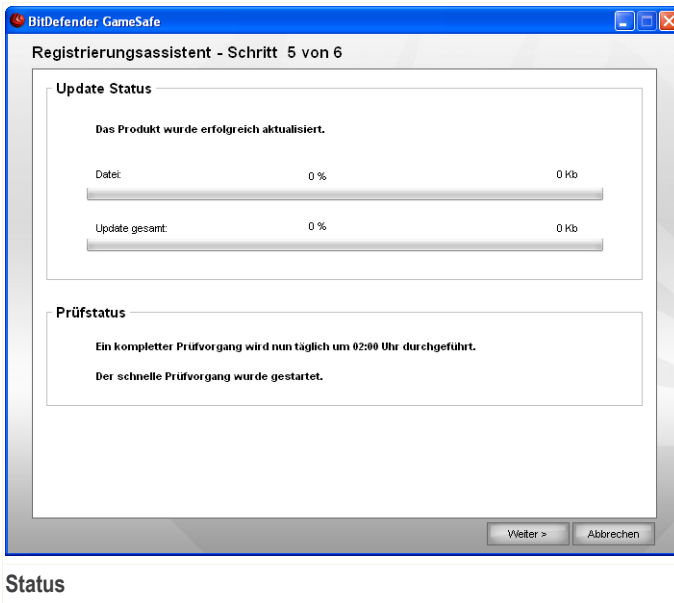 BitDefender GameSafe
Registrierungsassistent - Schritt 5 von 6
Update Status
Das Produkt wurde erfolgreich aktualisiert.
Datei: 0 % 0 Kb
Update gesamt: 0 % 0 Kb
Prüfstatus
Ein kompletter Prüfvorgang wird nun täglich um 02:00 Uhr durchgeführt.
Der schnelle Prüfvorgang wurde gestartet.
Weiter > Abbrechen
Status